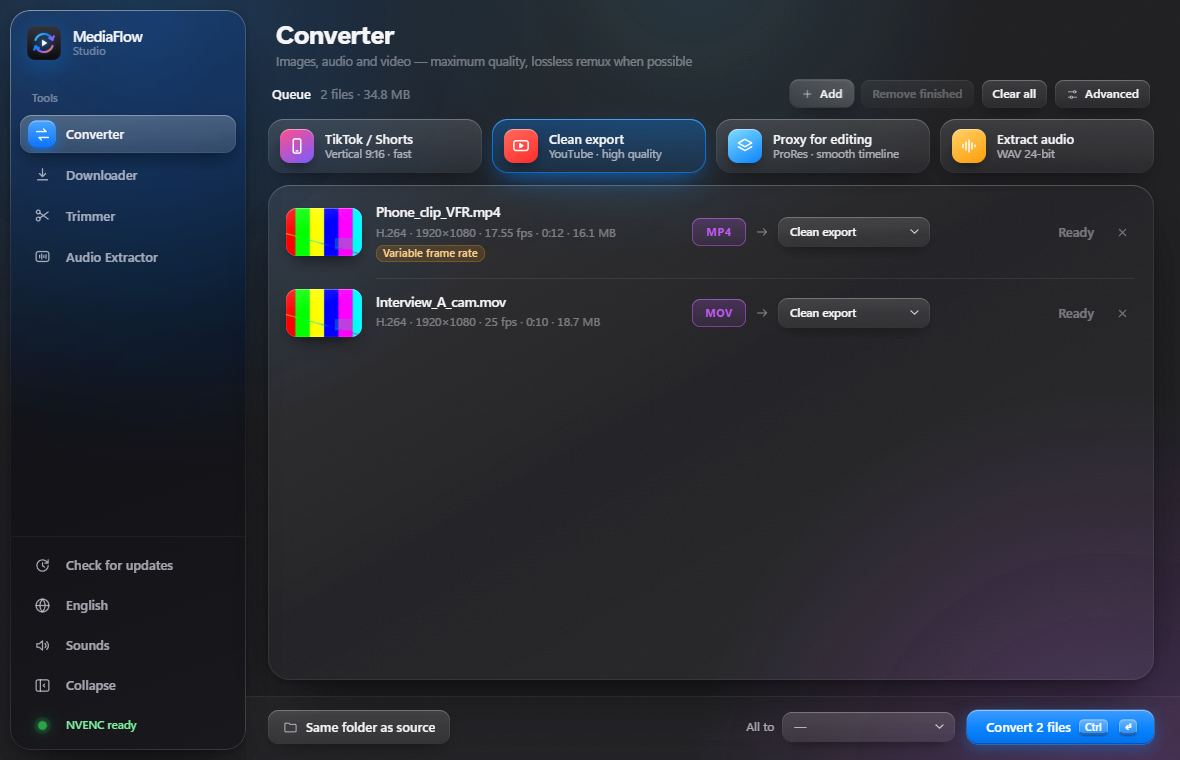 MediaFlow
Studio
Tools
Converter
Downloader
Trimmer
Audio Extractor
Check for updates
English
Sounds
Collapse
NVENC ready
Converter
Images, audio and video — maximum quality, lossless remux when possible
Queue 2 files · 34.8 MB
Add
Remove finished
Clear all
Advanced
TikTok / Shorts
Vertical 9:16 · fast
Clean export
YouTube · high quality
Proxy for editing
ProRes · smooth timeline
Extract audio
WAV 24-bit
Phone_clip_VFR.mp4
H.264 · 1920×1080 · 17.55 fps · 0:12 · 16.1 MB
Variable frame rate
MP4 → Clean export
Ready
Interview_A_cam.mov
H.264 · 1920×1080 · 25 fps · 0:10 · 18.7 MB
MOV → Clean export
Ready
Same folder as source
All to —
Convert 2 files Ctrl ⏎